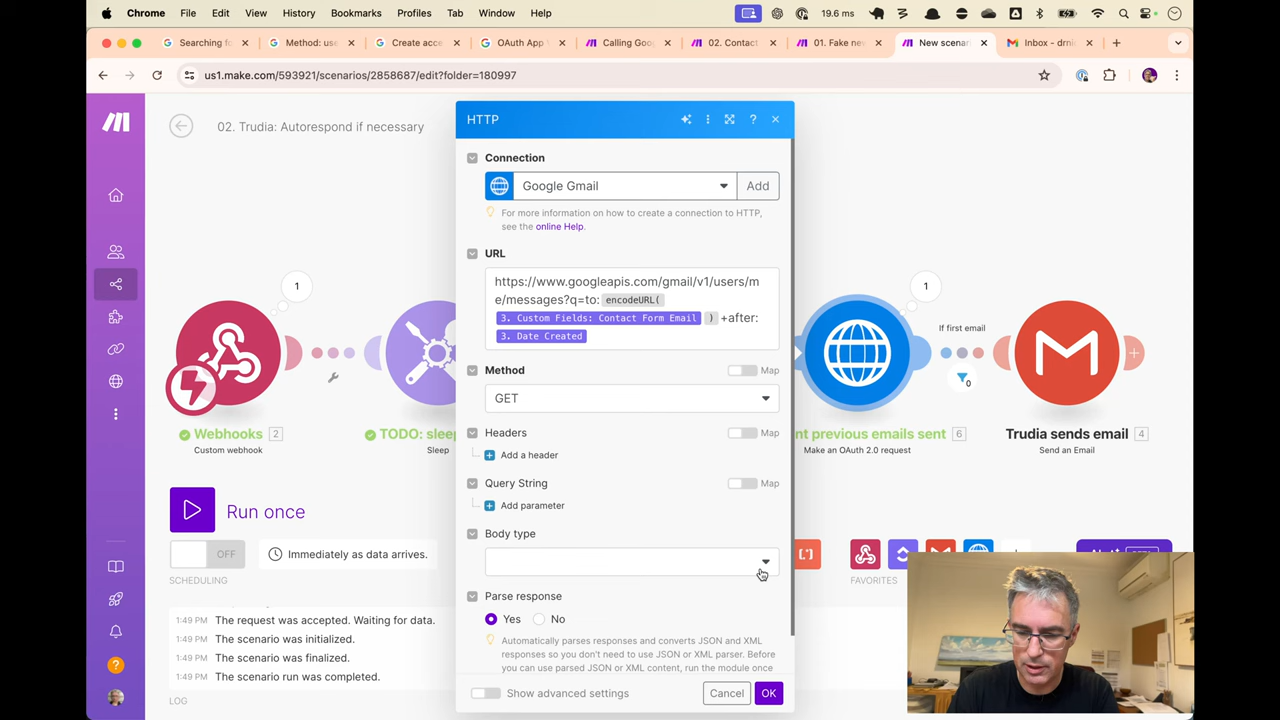 Chrome File Edit View History Bookmarks Profiles Tab Window Help 19.6 ms
Searching fo
Method: use
Create acce
OAuth App V
Calling Goo
02. Contact
01. Fake ne
New scenar
Inbox - drni
us1.make.com/593921/scenarios/2858687/edit?folder=180997
02. Trudia: Autorespond if necessary
HTTP
Connection
Google Gmail
Add
For more information on how to create a connection to HTTP,
see the online Help.
URL
https://www.googleapis.com/gmail/v1/users/m
e/messages?q=to: encodeURL(
3. Custom Fields: Contact Form Email ) +after:
3. Date Created
Method
Map
GET
Headers
Map
Add a header
Query String
Map
Add parameter
Body type
Parse response
Yes No
Automatically parses responses and converts JSON and XML
responses so you don't need to use JSON or XML parser. Before
you can use parsed JSON or XML content, run the module once
Show advanced settings
Cancel
OK
1
1
If first email
0
Webhooks 2
Custom webhook
TODO: sleep
Sleep
nt previous emails sent 6
Make an OAuth 2.0 request
Trudia sends email 4
Send an Email
Run once
OFF
Immediately as data arrives.
SCHEDULING
FAVORITES
1:49 PM The request was accepted. Waiting for data.
1:49 PM The scenario was initialized.
1:49 PM The scenario was finalized.
1:49 PM The scenario run was completed.
LOG